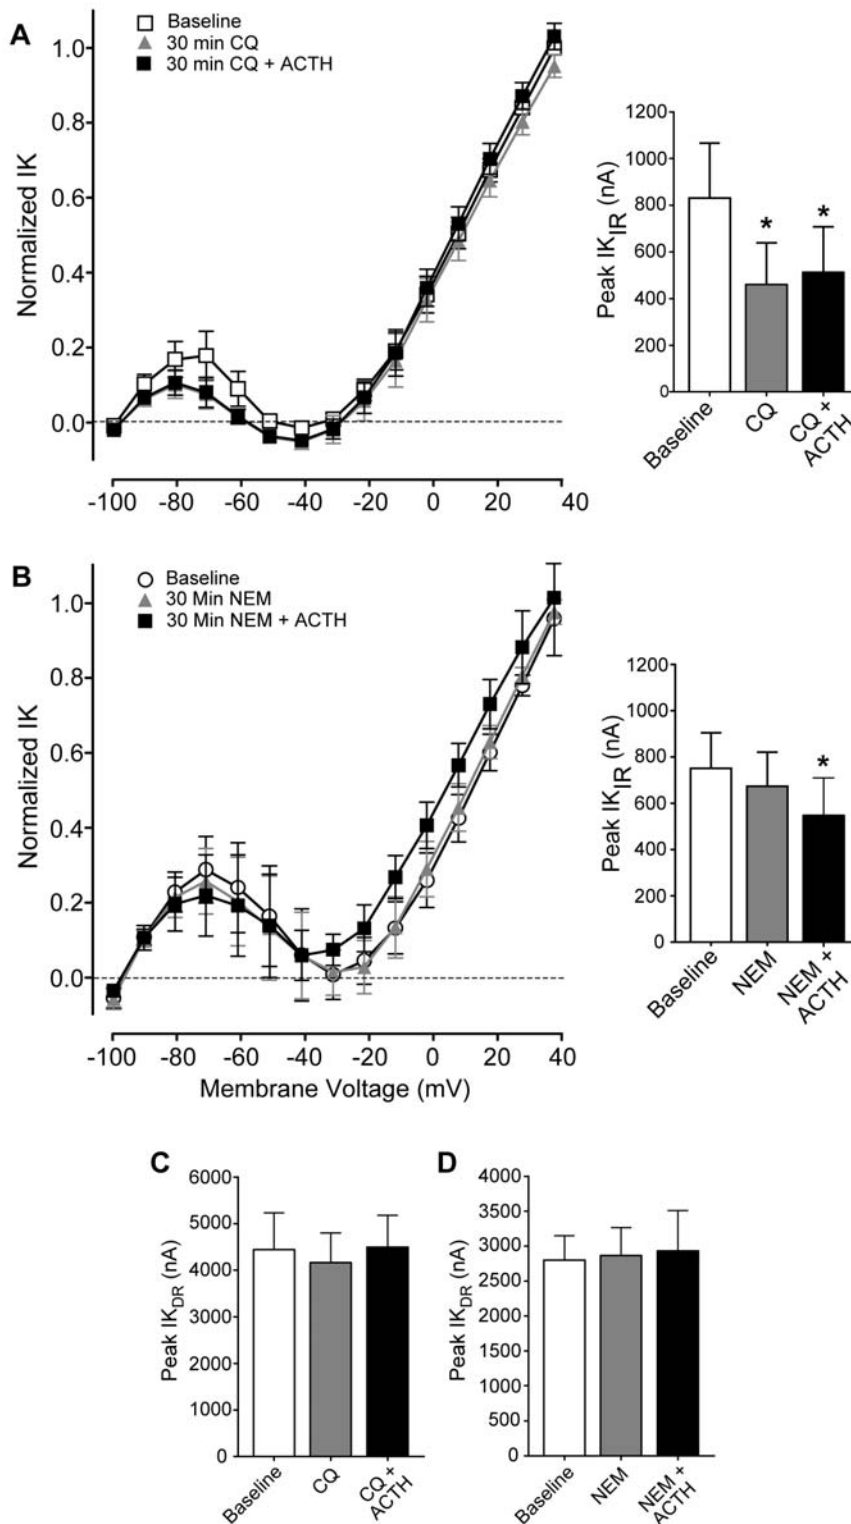 A
Baseline
30 min CQ
30 min CQ + ACTH
Normalized IK
1.0
0.8
0.6
0.4
0.2
0.0
-100 -80 -60 -40 -20 0 20 40
Peak IKIR (nA)
1200
1000
800
600
400
200
0
* *
Baseline
CQ
CQ +
ACTH
B
Baseline
30 Min NEM
30 Min NEM + ACTH
Normalized IK
1.0
0.8
0.6
0.4
0.2
0.0
-100 -80 -60 -40 -20 0 20 40
Membrane Voltage (mV)
Peak IKIR (nA)
1200
1000
800
600
400
200
0
*
Baseline
NEM
NEM +
ACTH
C
Peak IKDR (nA)
6000
5000
4000
3000
2000
1000
0
Baseline
CQ
CQ +
ACTH
D
Peak IKDR (nA)
4000
3500
3000
2500
2000
1500
1000
500
0
Baseline
NEM
NEM +
ACTH